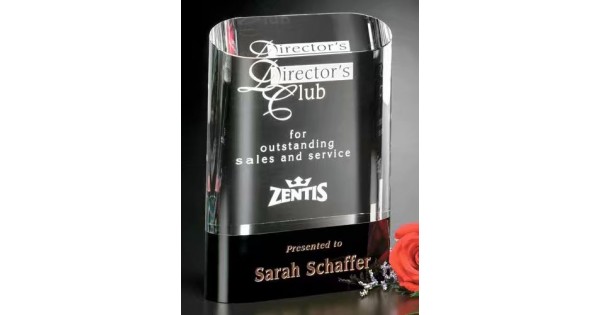 Director's
Director's
Club
for
outstanding
sales and service
ZENTIS
Presented to
Sarah Schaffer